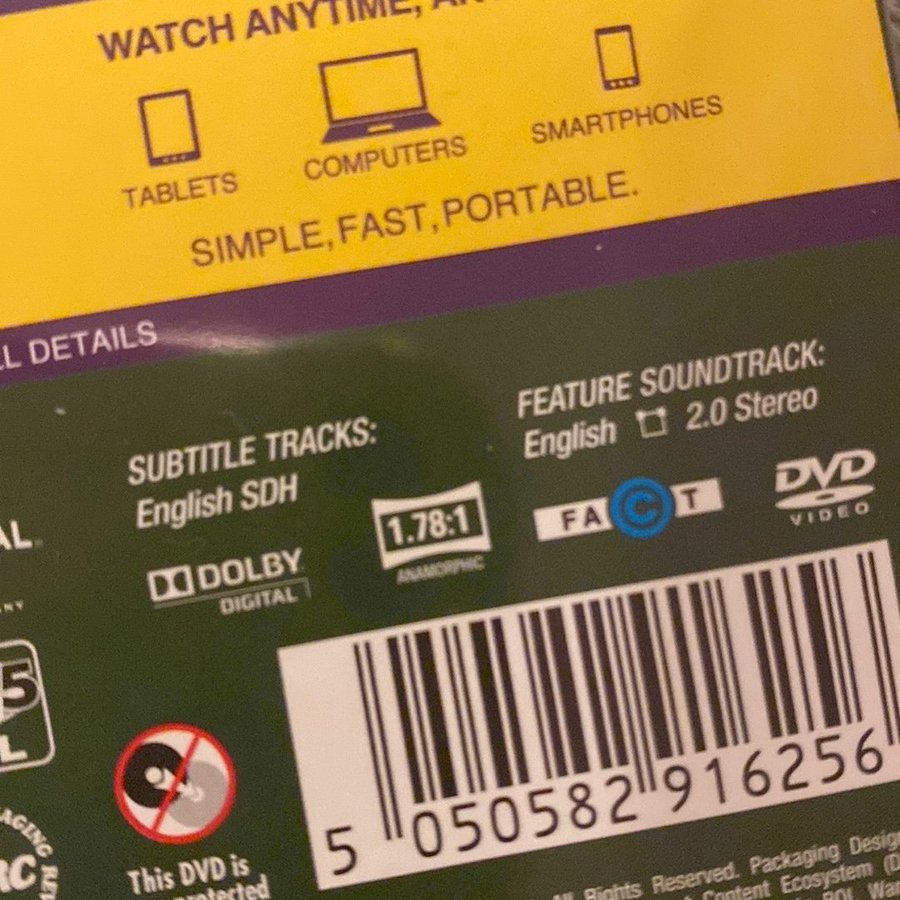 WATCH ANYTIME,
TABLETS
COMPUTERS
SMARTPHONES
SIMPLE, FAST, PORTABLE.
DETAILS
SUBTITLE TRACKS:
English SDH
FEATURE SOUNDTRACK:
English 2.0 Stereo
DOLBY
DIGITAL
1.78:1
ANAMORPHIC
FACT
DVD
VIDEO
5 050582 916256
This DVD is
All Rights Reserved. Packaging Design
Content Ecosystem